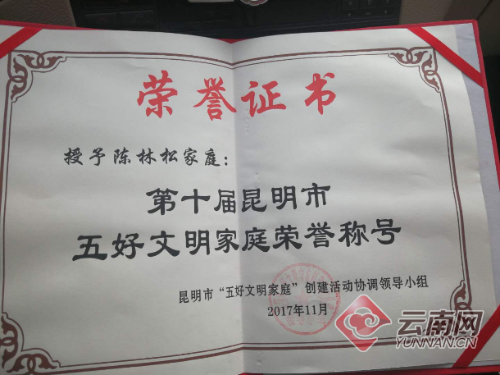 荣誉证书
授予陈林松家庭：
第十届昆明市
五好文明家庭荣誉称号
昆明市“五好文明家庭”创建活动协调领导小组
2017年11月
云南网
YUNNAN.CN